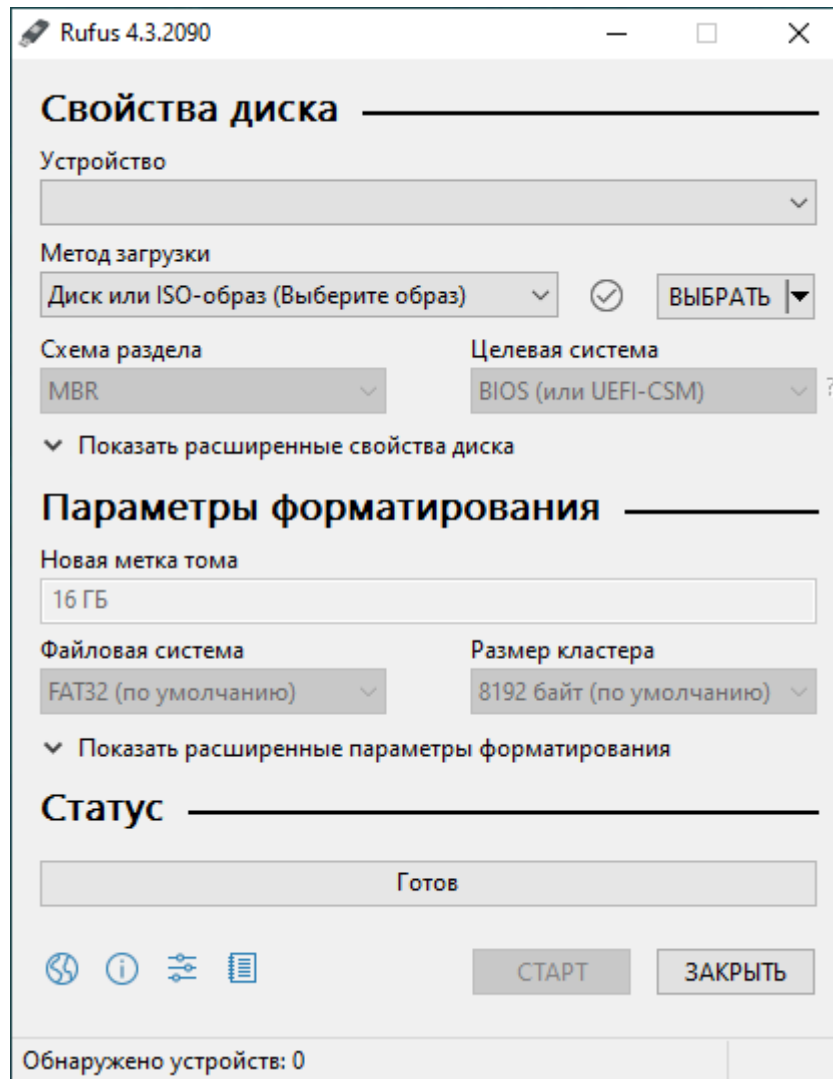 Rufus 4.3.2090
Свойства диска
Устройство
Метод загрузки
Диск или ISO-образ (Выберите образ)
ВЫБРАТЬ
Схема раздела
Целевая система
MBR
BIOS (или UEFI-CSM)
?
Показать расширенные свойства диска
Параметры форматирования
Новая метка тома
16 ГБ
Файловая система
Размер кластера
FAT32 (по умолчанию)
8192 байт (по умолчанию)
Показать расширенные параметры форматирования
Статус
Готов
СТАРТ
ЗАКРЫТЬ
Обнаружено устройств: 0